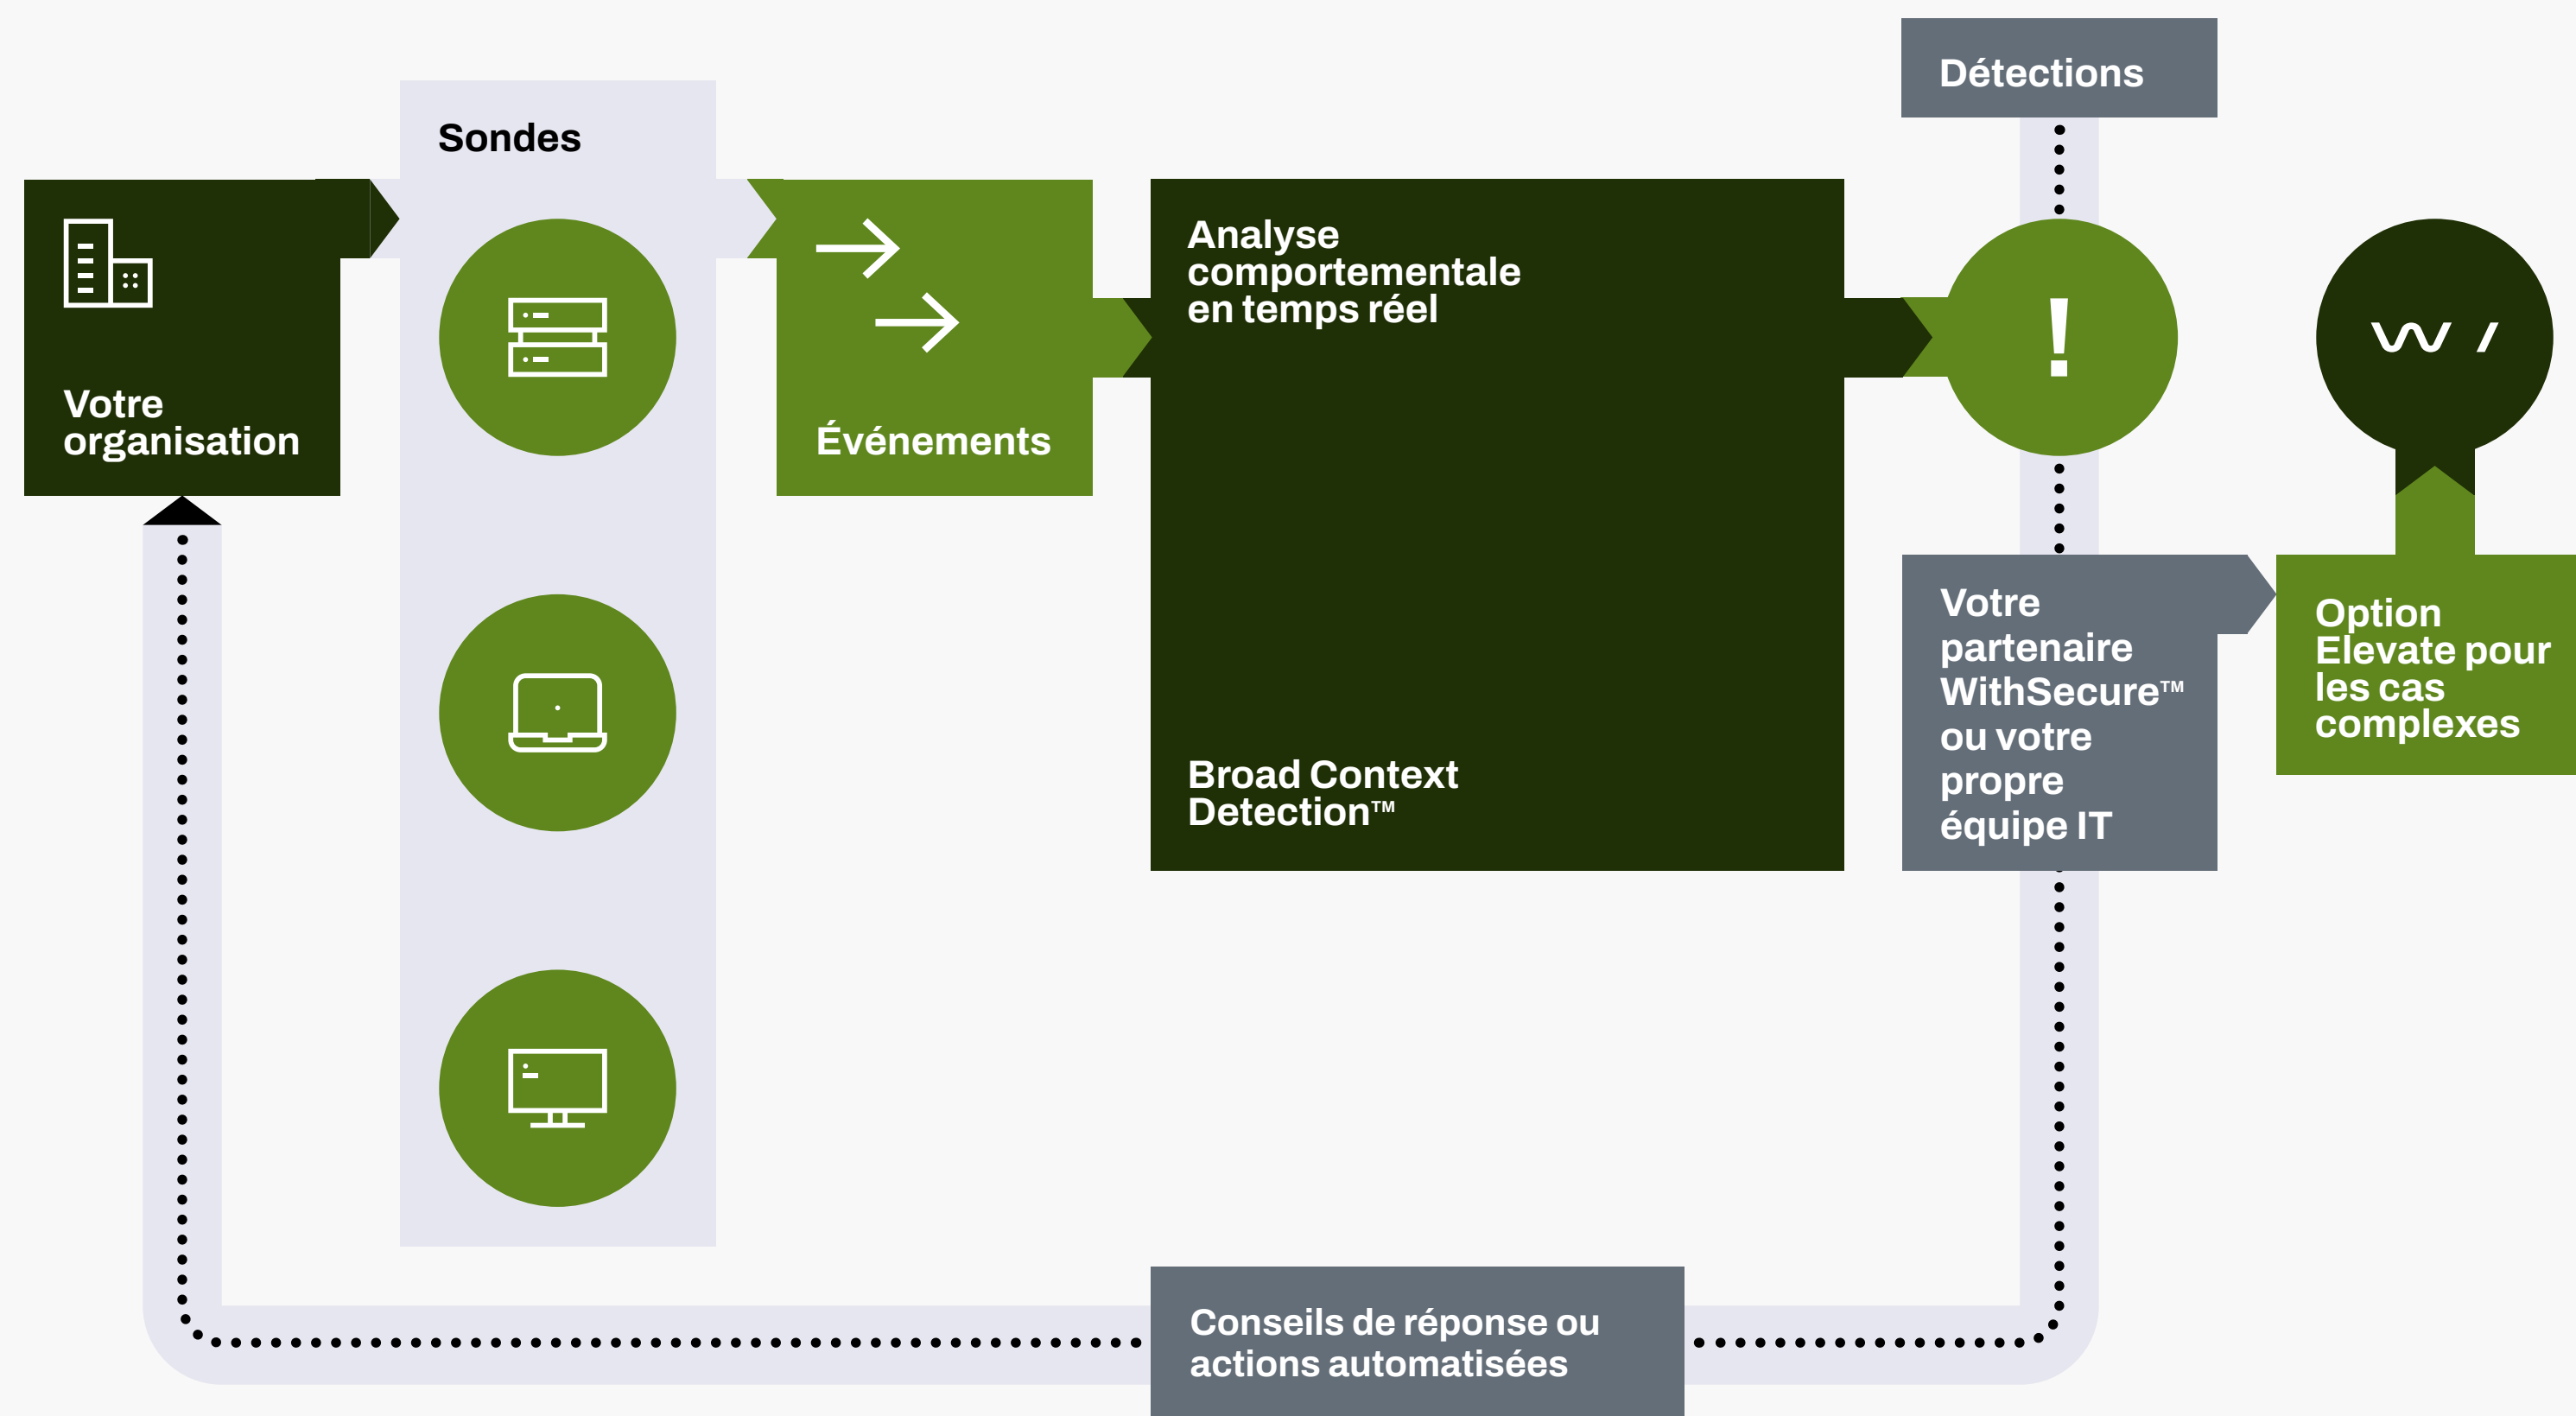 Détections
Sondes
Votre
organisation
Événements
Analyse
comportementale
en temps réel
Broad Context
Detection™
!
Votre
partenaire
WithSecure™
ou votre
propre
équipe IT
Option
Elevate pour
les cas
complexes
Conseils de réponse ou
actions automatisées